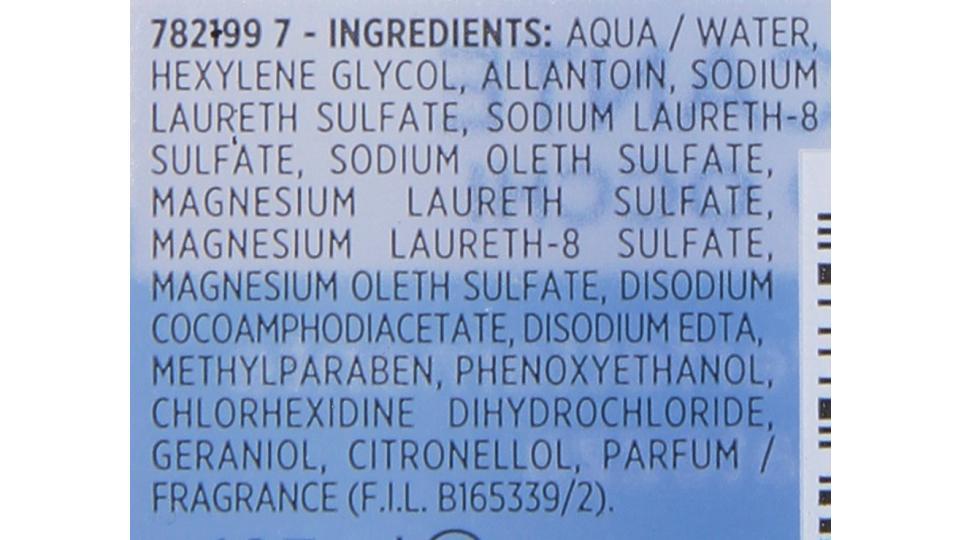 782199 7 - INGREDIENTS: AQUA / WATER,
HEXYLENE GLYCOL, ALLANTOIN, SODIUM
LAURETH SULFATE, SODIUM LAURETH-8
SULFATE, SODIUM OLETH SULFATE,
MAGNESIUM LAURETH SULFATE,
MAGNESIUM LAURETH-8 SULFATE,
MAGNESIUM OLETH SULFATE, DISODIUM
COCOAMPHODIACETATE, DISODIUM EDTA,
METHYLPARABEN, PHENOXYETHANOL,
CHLORHEXIDINE DIHYDROCHLORIDE,
GERANIOL, CITRONELLOL, PARFUM /
FRAGRANCE (F.I.L. B165339/2).